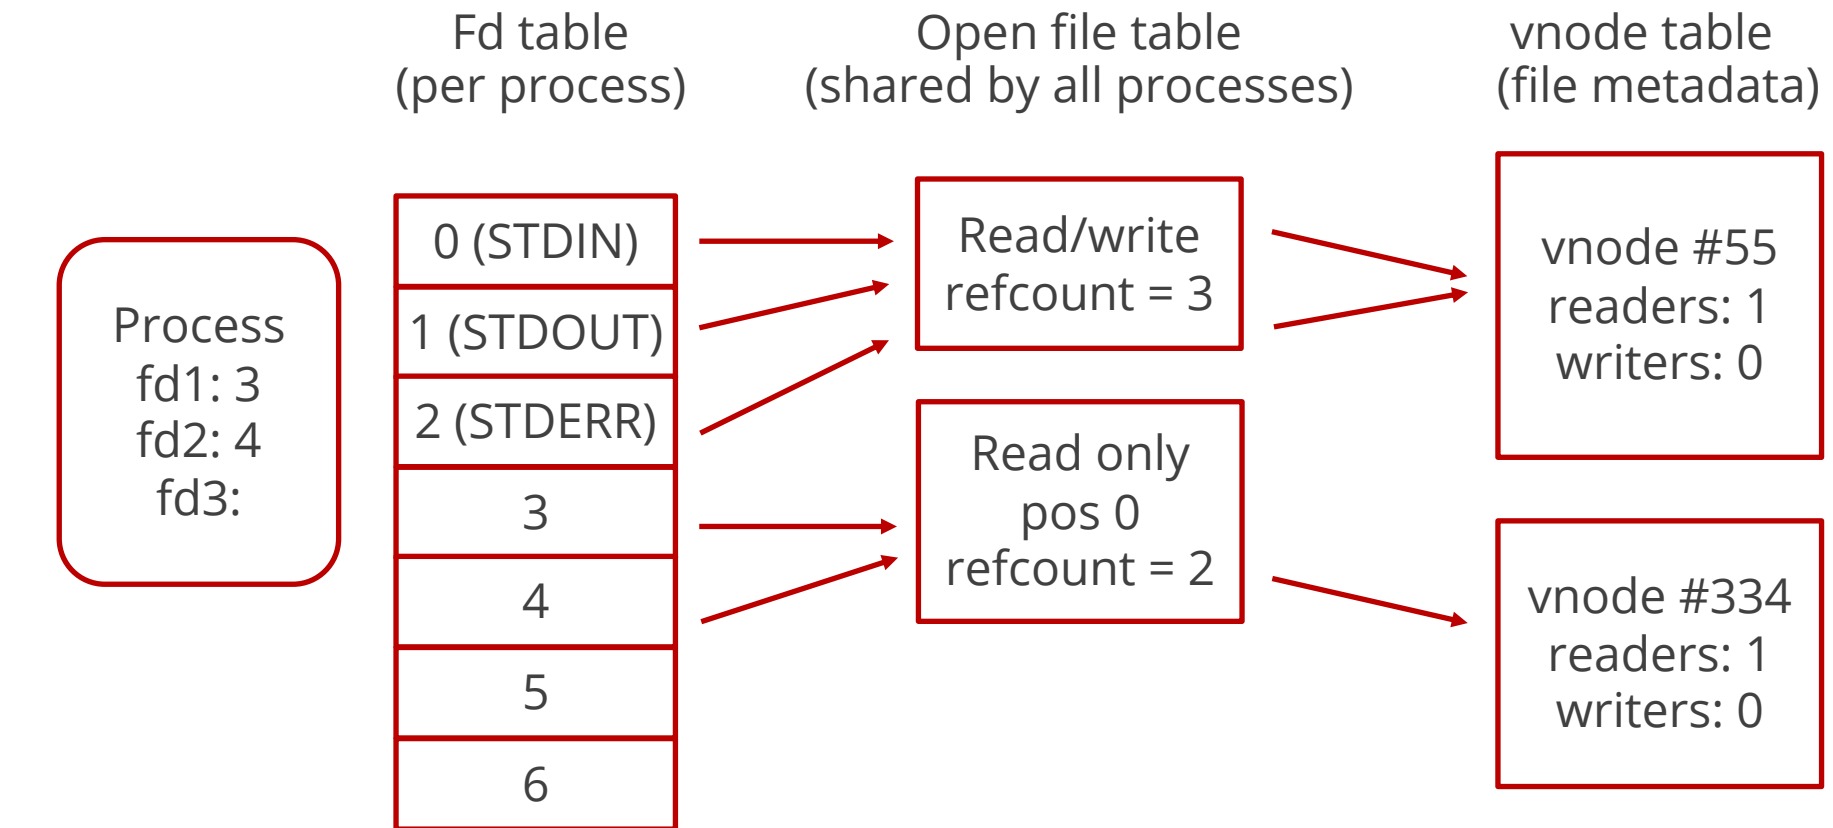 Fd table
(per process)
Open file table
(shared by all processes)
vnode table
(file metadata)
Process
fd1: 3
fd2: 4
fd3:
0 (STDIN)
1 (STDOUT)
2 (STDERR)
3
4
5
6
Read/write
refcount = 3
Read only
pos 0
refcount = 2
vnode #55
readers: 1
writers: 0
vnode #334
readers: 1
writers: 0